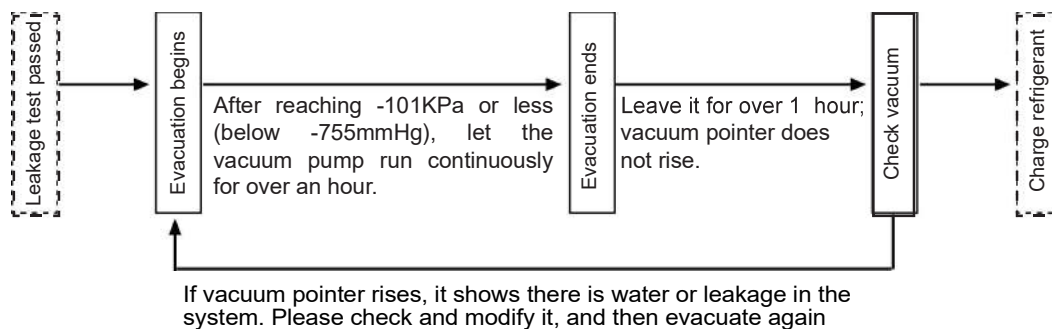 Leakage test passed
Evacuation begins
After reaching -101KPa or less
(below -755mmHg), let the
vacuum pump run continuously
for over an hour.
Evacuation ends
Leave it for over 1 hour;
vacuum pointer does
not rise.
Check vacuum
Charge refrigerant
If vacuum pointer rises, it shows there is water or leakage in the
system. Please check and modify it, and then evacuate again